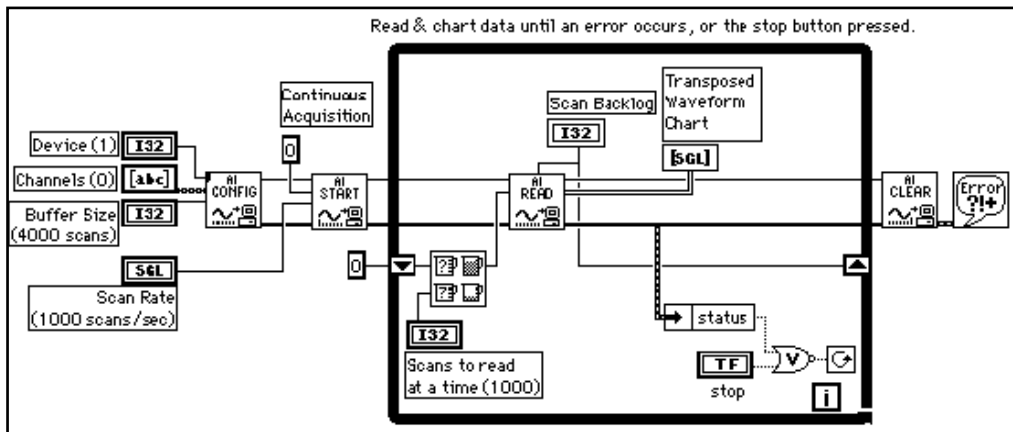 Read & chart data until an error occurs, or the stop button pressed.
Continuous
Acquisition
0
Device (1)
I32
Channels (0)
[abc]
Buffer Size
(4000 scans)
I32
SGL
Scan Rate
(1000 scans/sec)
AI
CONFIG
AI
START
Scan Backlog
I32
Transposed
Waveform
Chart
[SGL]
AI
READ
0
?
?
I32
Scans to read
at a time (1000)
status
TF
stop
V
i
AI
CLEAR
Error
?!+